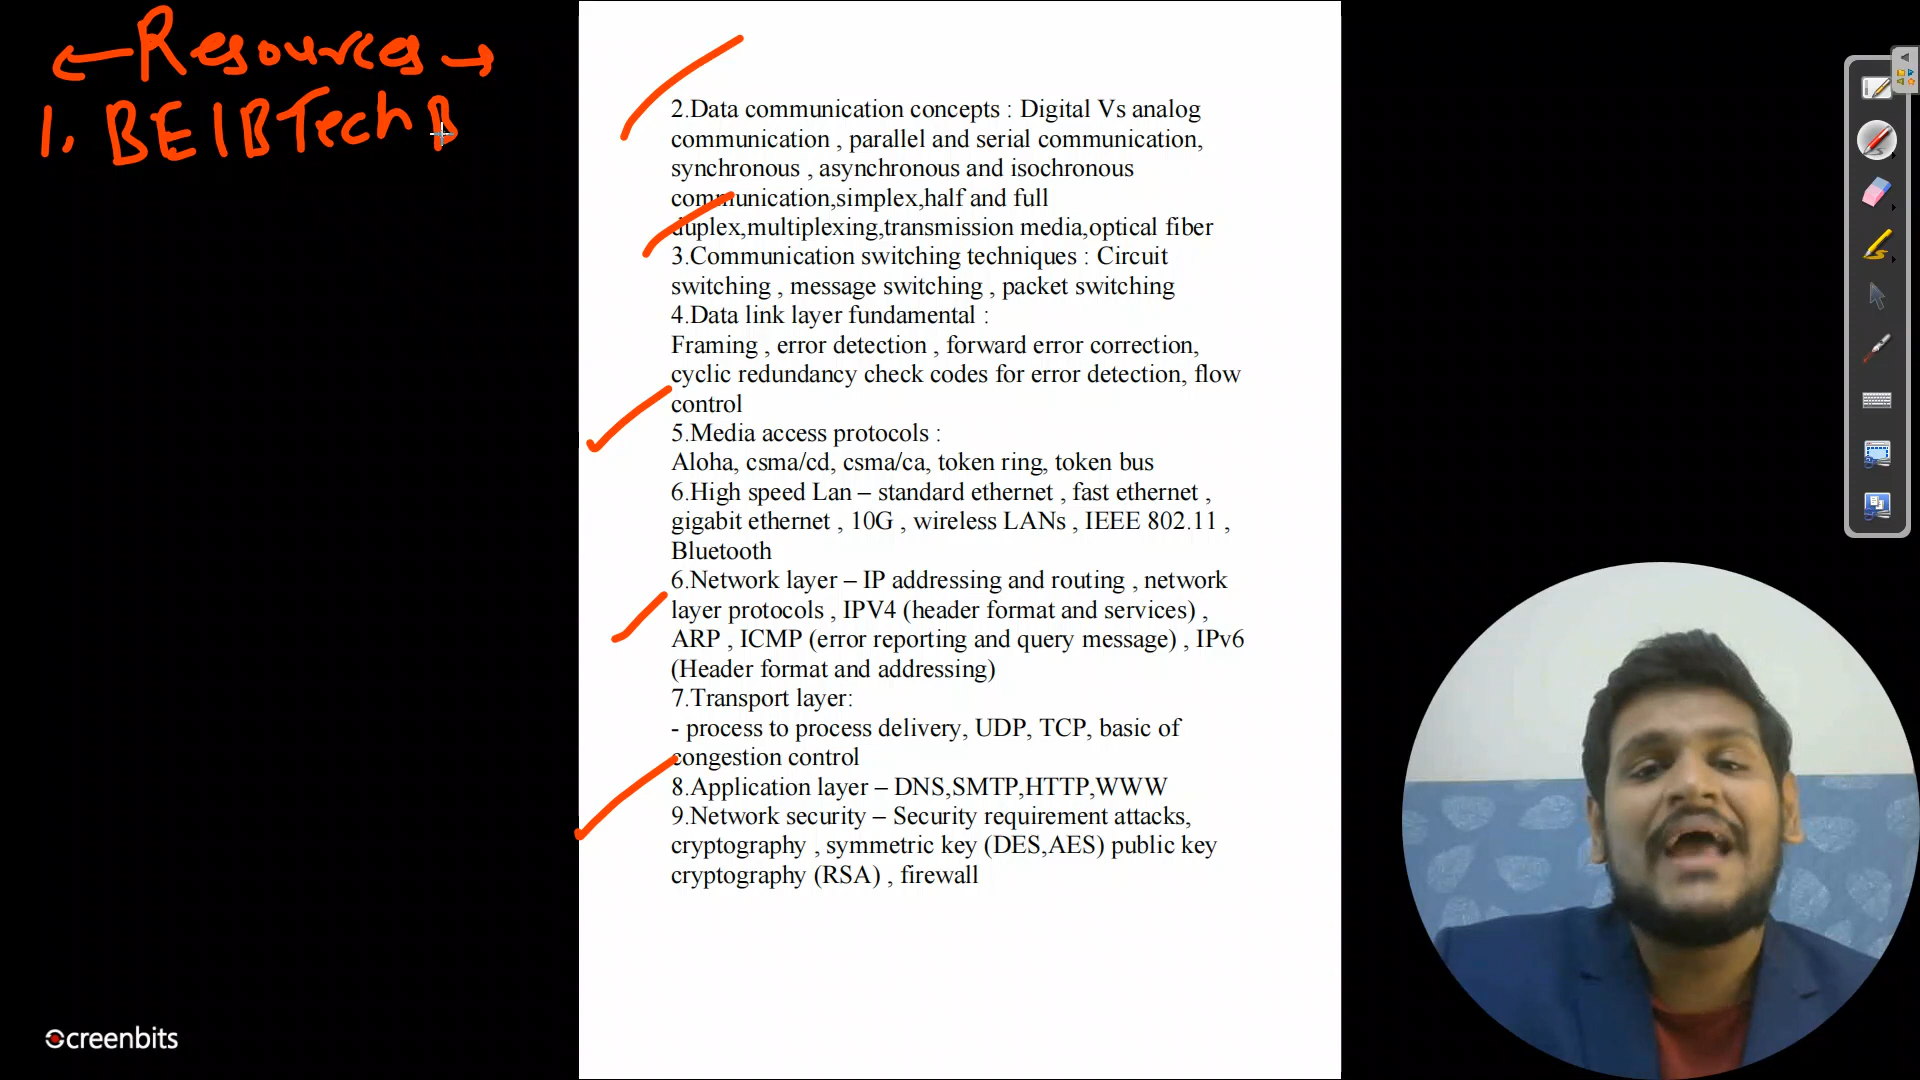 ←Resources→
1. BE|BTech B
2.Data communication concepts : Digital Vs analog
communication , parallel and serial communication,
synchronous , asynchronous and isochronous
communication,simplex,half and full
duplex,multiplexing,transmission media,optical fiber
3.Communication switching techniques : Circuit
switching , message switching , packet switching
4.Data link layer fundamental :
Framing , error detection , forward error correction,
cyclic redundancy check codes for error detection, flow
control
5.Media access protocols :
Aloha, csma/cd, csma/ca, token ring, token bus
6.High speed Lan – standard ethernet , fast ethernet ,
gigabit ethernet , 10G , wireless LANs , IEEE 802.11 ,
Bluetooth
6.Network layer – IP addressing and routing , network
layer protocols , IPV4 (header format and services) ,
ARP , ICMP (error reporting and query message) , IPv6
(Header format and addressing)
7.Transport layer:
- process to process delivery, UDP, TCP, basic of
congestion control
8.Application layer – DNS,SMTP,HTTP,WWW
9.Network security – Security requirement attacks,
cryptography , symmetric key (DES,AES) public key
cryptography (RSA) , firewall
Screenbits